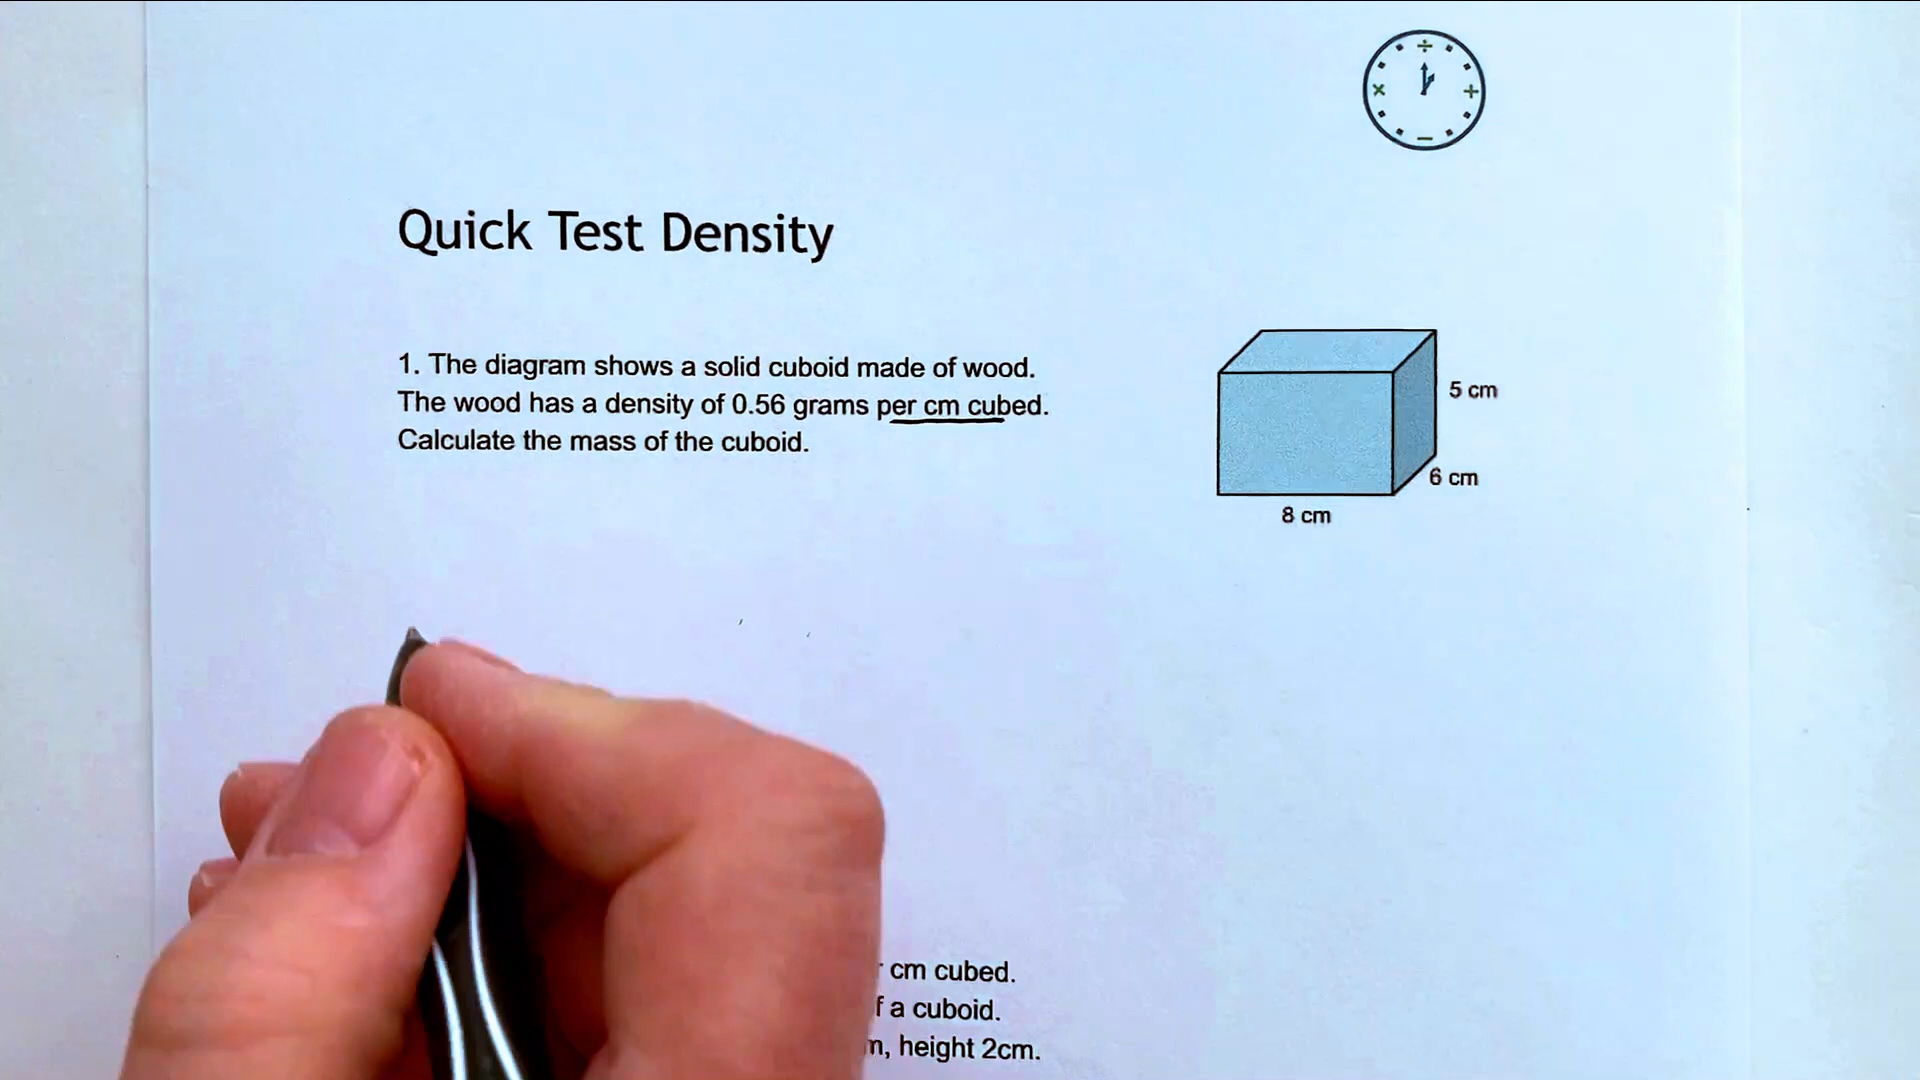 Quick Test Density
1. The diagram shows a solid cuboid made of wood.
The wood has a density of 0.56 grams per cm cubed.
Calculate the mass of the cuboid.
5 cm
6 cm
8 cm
cm cubed.
a cuboid.
height 2cm.